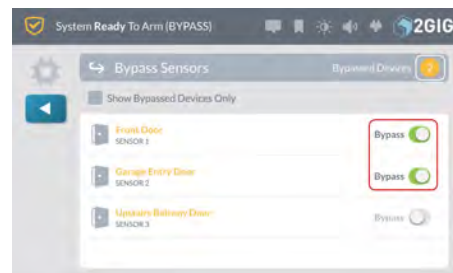 System Ready To Arm (BYPASS)
2GIG
Bypass Sensors
Bypassed Devices 2
Show Bypassed Devices Only
Front Door
Bypass
SENSOR 1
Garage Entry Door
Bypass
SENSOR 2
Upstairs Balcony Door
Bypass
SENSOR 3